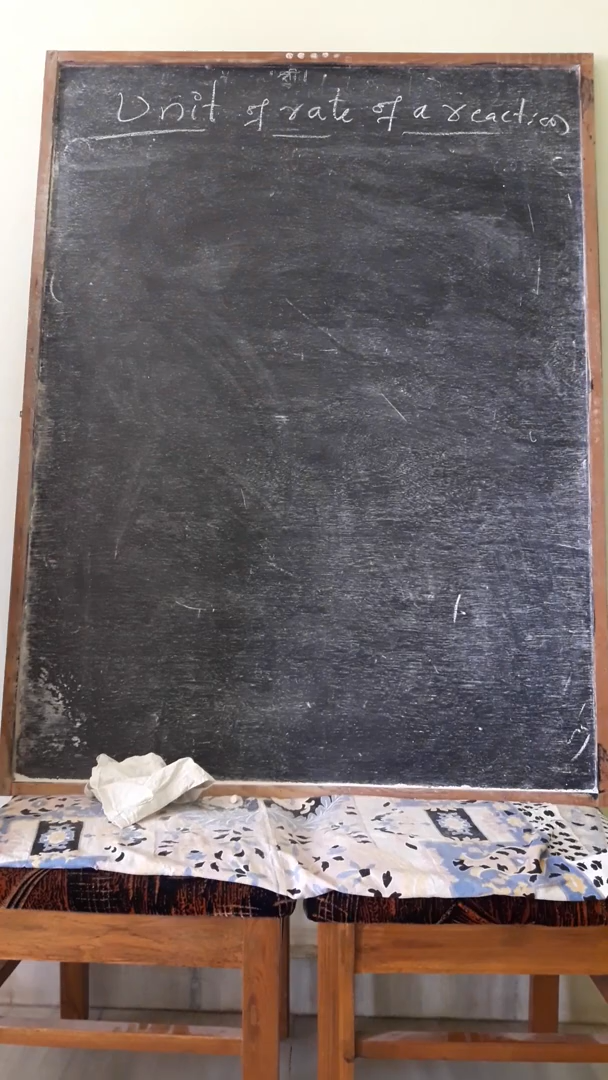 श्री
Unit of rate of a reaction